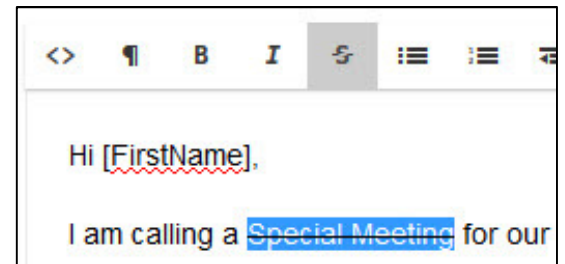 <> ¶ B I S
Hi [FirstName],
I am calling a Special Meeting for our